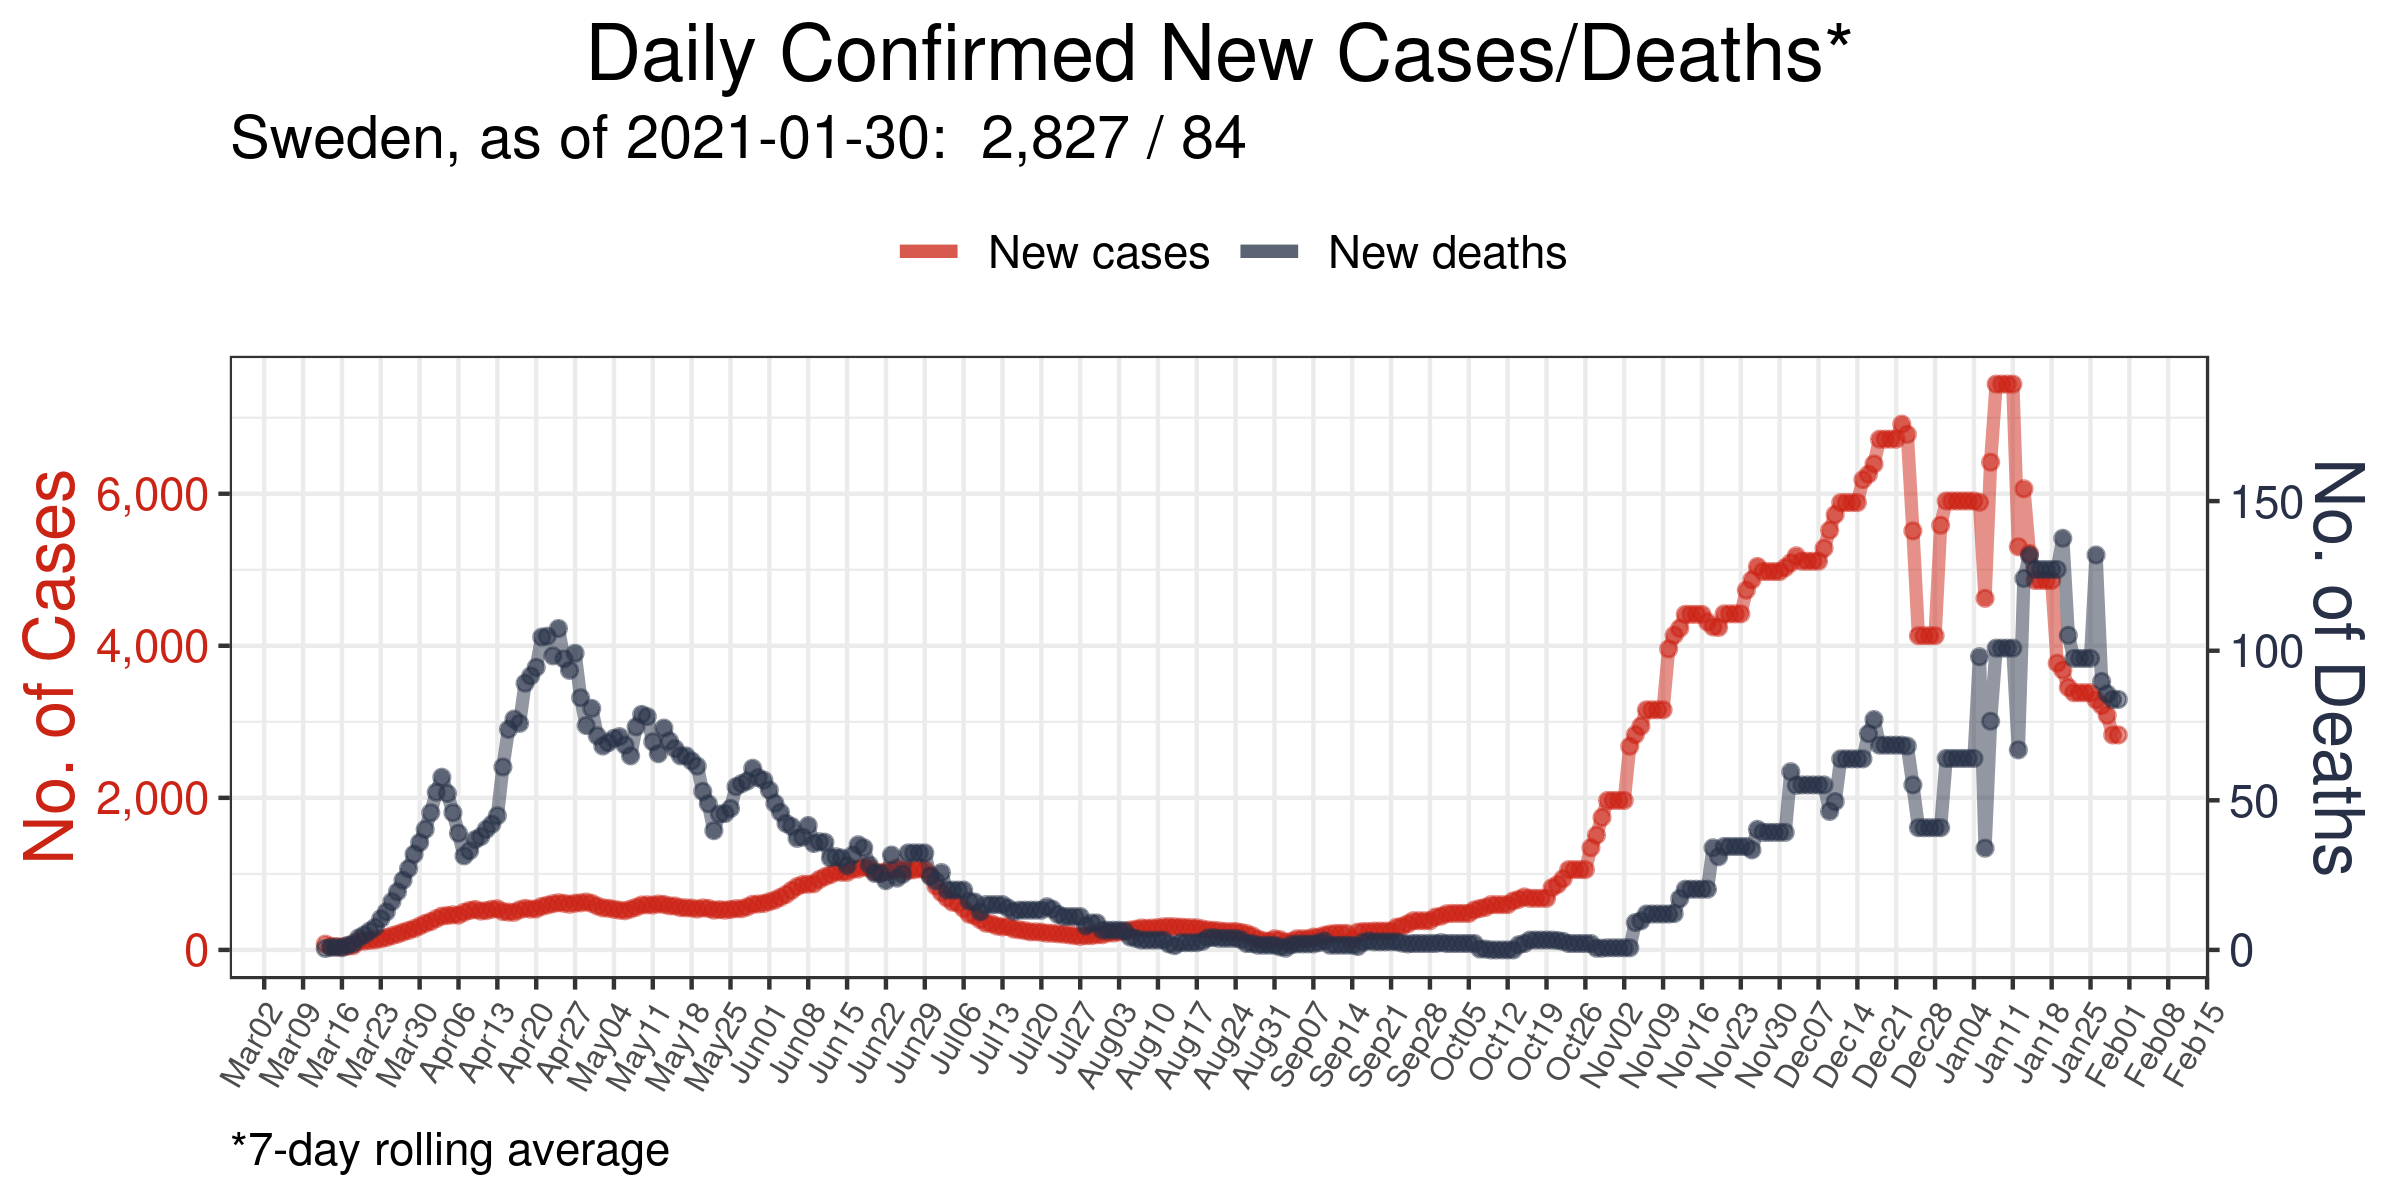 Daily Confirmed New Cases/Deaths*
Sweden, as of 2021-01-30:  2,827 / 84
New cases
New deaths
No. of Cases
6,000
4,000
2,000
0
150
100
50
0
No. of Deaths
Mar02
Mar09
Mar16
Mar23
Mar30
Apr06
Apr13
Apr20
Apr27
May04
May11
May18
May25
Jun01
Jun08
Jun15
Jun22
Jun29
Jul06
Jul13
Jul20
Jul27
Aug03
Aug10
Aug17
Aug24
Aug31
Sep07
Sep14
Sep21
Sep28
Oct05
Oct12
Oct19
Oct26
Nov02
Nov09
Nov16
Nov23
Nov30
Dec07
Dec14
Dec21
Dec28
Jan04
Jan11
Jan18
Jan25
Feb01
Feb08
Feb15
*7-day rolling average